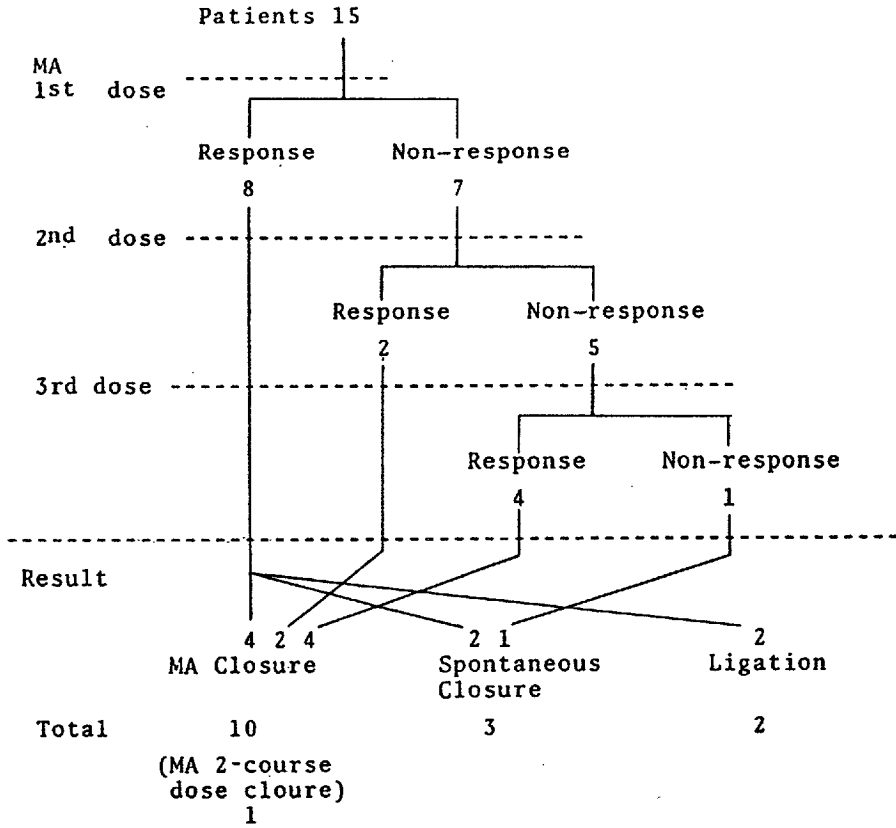 Patients 15
MA
1st dose
Response Non-response
8 7
2nd dose
Response Non-response
2 5
3rd dose
Response Non-response
4 1
Result
4 2 4 2 1 2
MA Closure Spontaneous Ligation
Closure
Total 10 3 2
(MA 2-course
dose cloure)
1